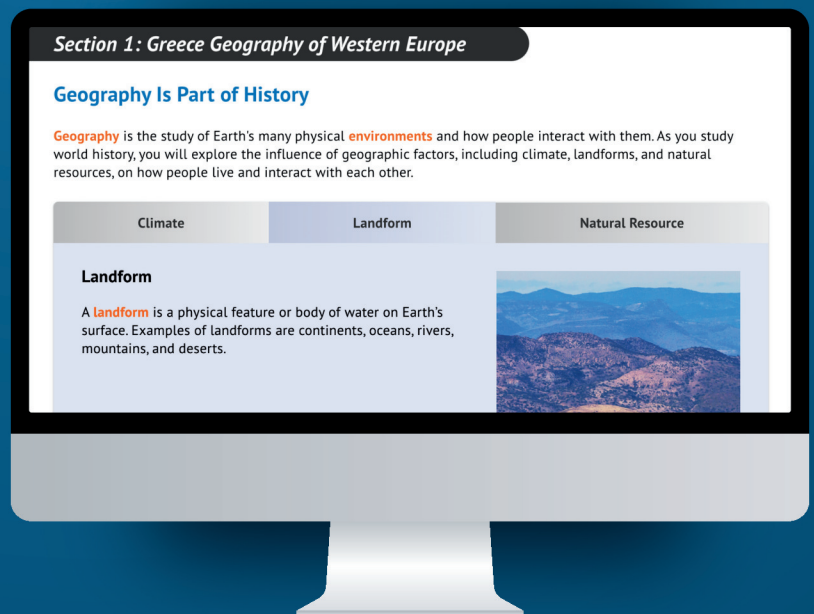 Section 1: Greece Geography of Western Europe
Geography Is Part of History
Geography is the study of Earth's many physical environments and how people interact with them. As you study
world history, you will explore the influence of geographic factors, including climate, landforms, and natural
resources, on how people live and interact with each other.
Climate
Landform
Natural Resource
Landform
A landform is a physical feature or body of water on Earth's
surface. Examples of landforms are continents, oceans, rivers,
mountains, and deserts.